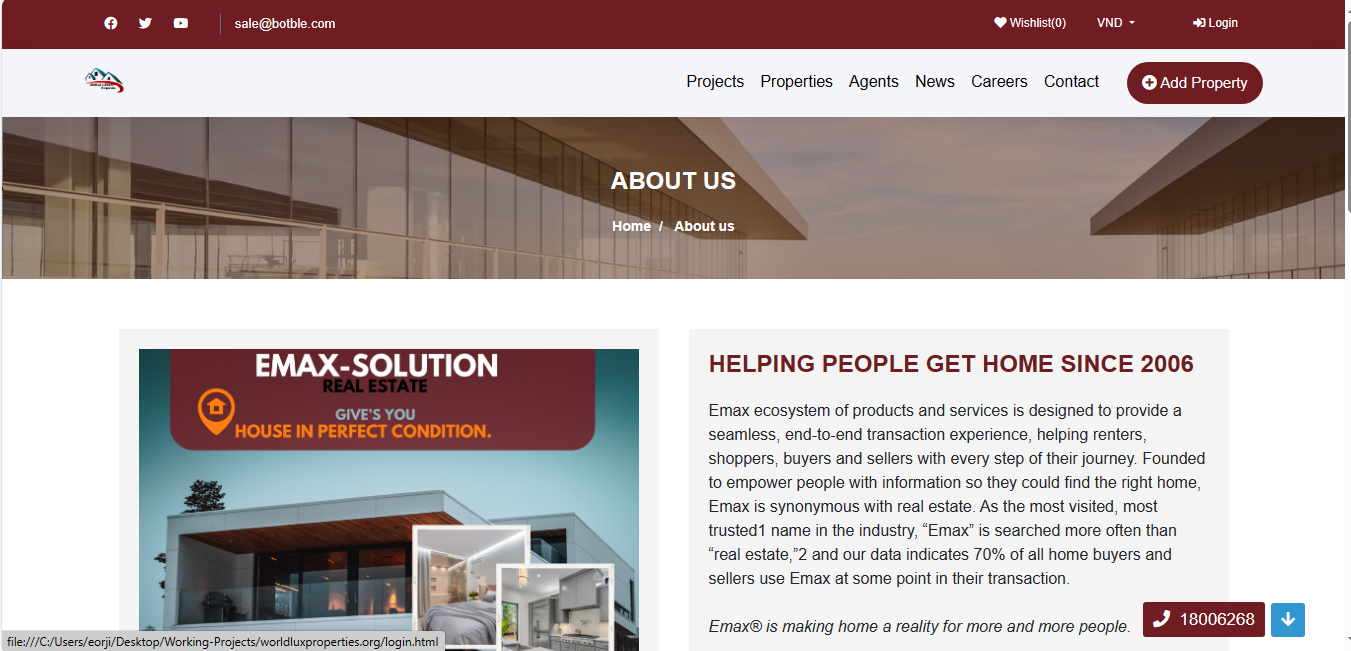 sale@botble.com
Wishlist(0)
VND
Login
Projects
Properties
Agents
News
Careers
Contact
Add Property
ABOUT US
Home / About us
EMAX-SOLUTION
REAL ESTATE
GIVE'S YOU
HOUSE IN PERFECT CONDITION.
HELPING PEOPLE GET HOME SINCE 2006
Emax ecosystem of products and services is designed to provide a
seamless, end-to-end transaction experience, helping renters,
shoppers, buyers and sellers with every step of their journey. Founded
to empower people with information so they could find the right home,
Emax is synonymous with real estate. As the most visited, most
trusted1 name in the industry, “Emax” is searched more often than
“real estate,”2 and our data indicates 70% of all home buyers and
sellers use Emax at some point in their transaction.
Emax® is making home a reality for more and more people.
18006268
file:///C:/Users/eorji/Desktop/Working-Projects/worldluxproperties.org/login.html